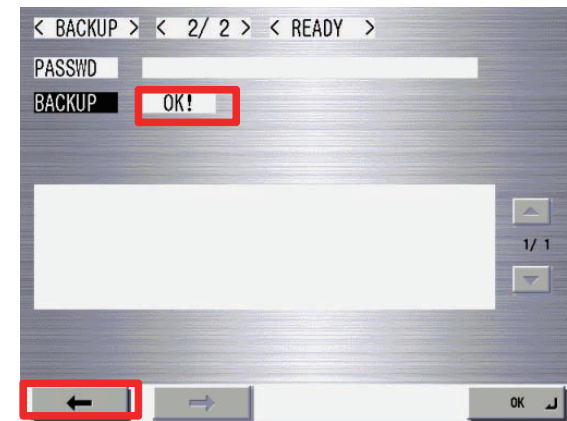 < BACKUP > < 2/ 2 > < READY >
PASSWD
BACKUP OK!
1/ 1
← → OK ↵